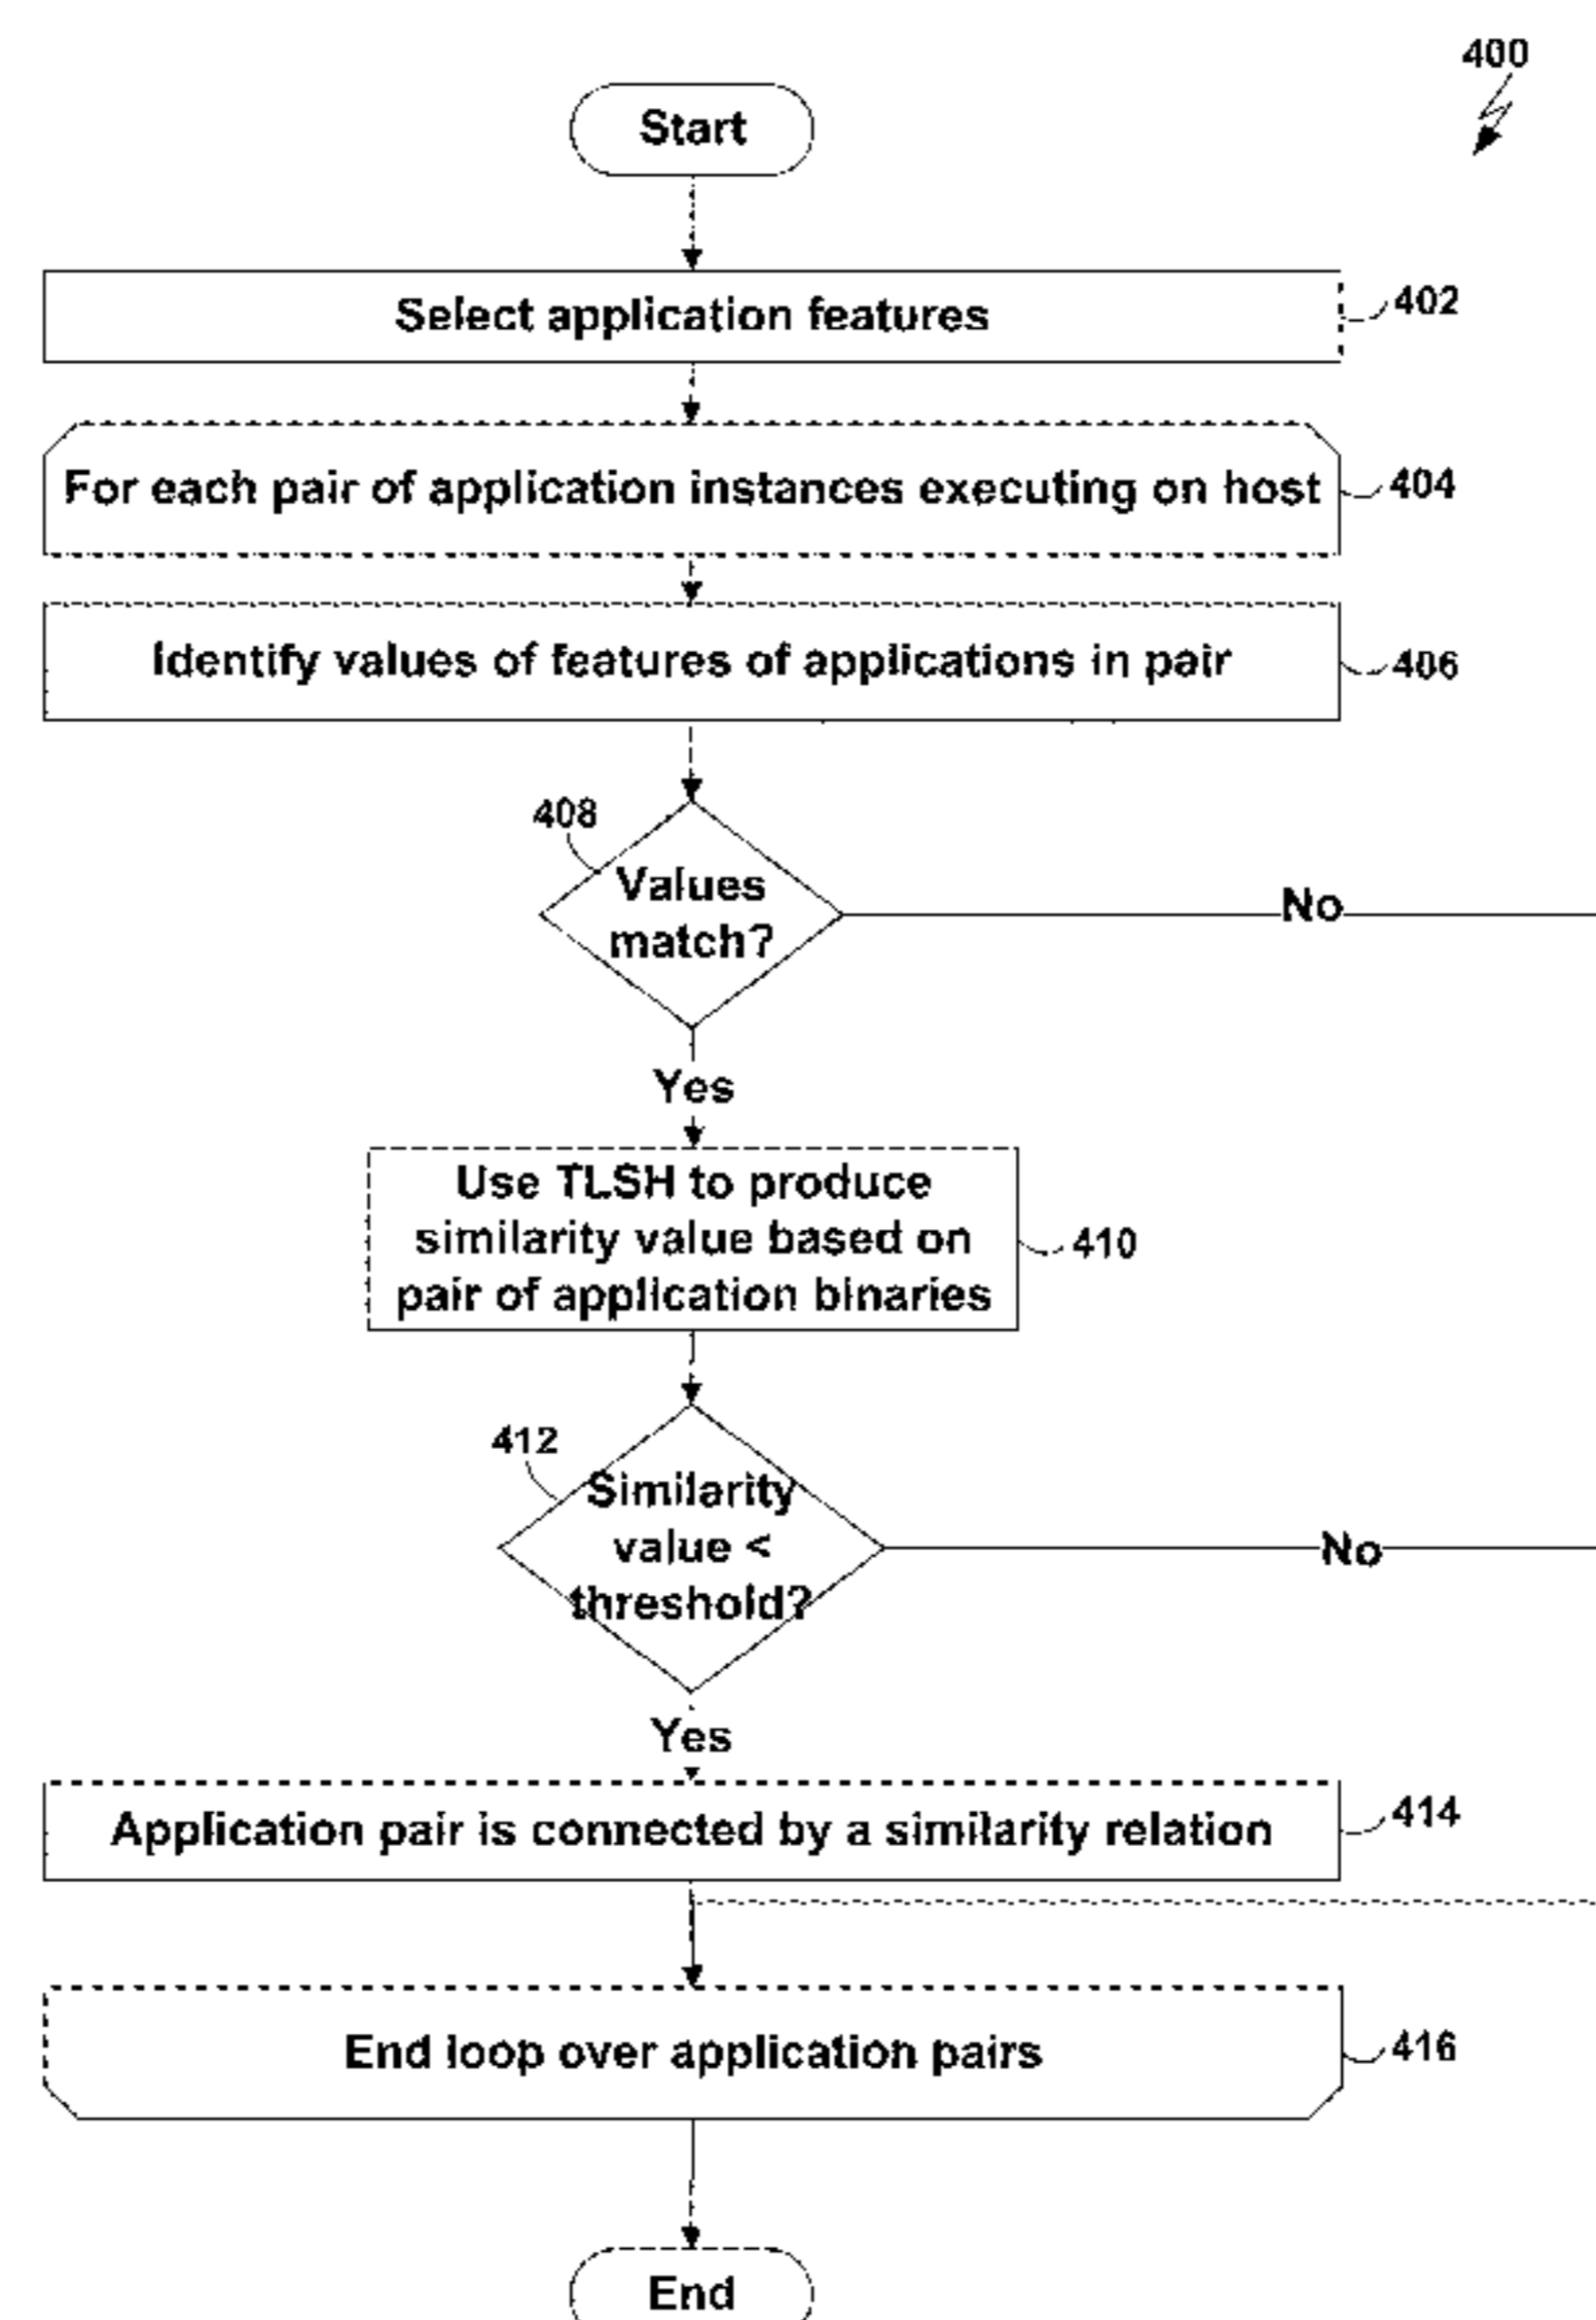 400
Start
Select application features
402
For each pair of application instances executing on host
404
Identify values of features of applications in pair
406
408
Values
match?
No
Yes
Use TLSH to produce
similarity value based on
pair of application binaries
410
412
Similarity
value <
threshold?
No
Yes
Application pair is connected by a similarity relation
414
End loop over application pairs
416
End